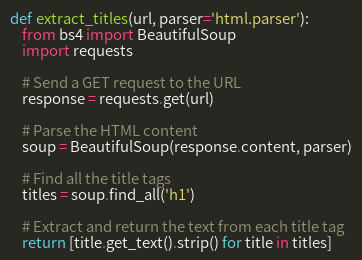 def extract_titles(url, parser='html.parser'):
    from bs4 import BeautifulSoup
    import requests

    # Send a GET request to the URL
    response = requests.get(url)

    # Parse the HTML content
    soup = BeautifulSoup(response.content, parser)

    # Find all the title tags
    titles = soup.find_all('h1')

    # Extract and return the text from each title tag
    return [title.get_text().strip() for title in titles]